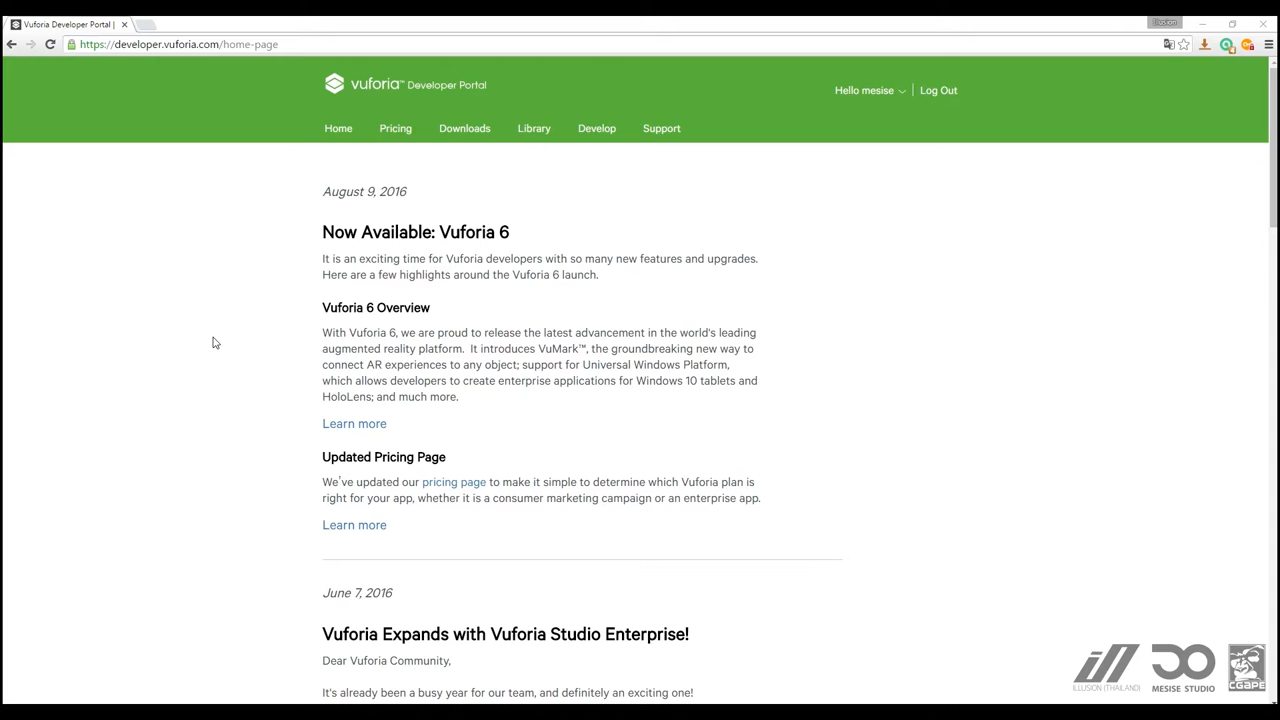 Vuforia Developer Portal |
Illusion
https://developer.vuforia.com/home-page
vuforia™ Developer Portal
Hello mesise
Log Out
Home
Pricing
Downloads
Library
Develop
Support
August 9, 2016
Now Available: Vuforia 6
It is an exciting time for Vuforia developers with so many new features and upgrades.
Here are a few highlights around the Vuforia 6 launch.
Vuforia 6 Overview
With Vuforia 6, we are proud to release the latest advancement in the world's leading
augmented reality platform. It introduces VuMark™, the groundbreaking new way to
connect AR experiences to any object; support for Universal Windows Platform,
which allows developers to create enterprise applications for Windows 10 tablets and
HoloLens; and much more.
Learn more
Updated Pricing Page
We've updated our pricing page to make it simple to determine which Vuforia plan is
right for your app, whether it is a consumer marketing campaign or an enterprise app.
Learn more
June 7, 2016
Vuforia Expands with Vuforia Studio Enterprise!
Dear Vuforia Community,
It's already been a busy year for our team, and definitely an exciting one!
ill
ILLUSION (THAILAND)
MESISE STUDIO
CGAPE